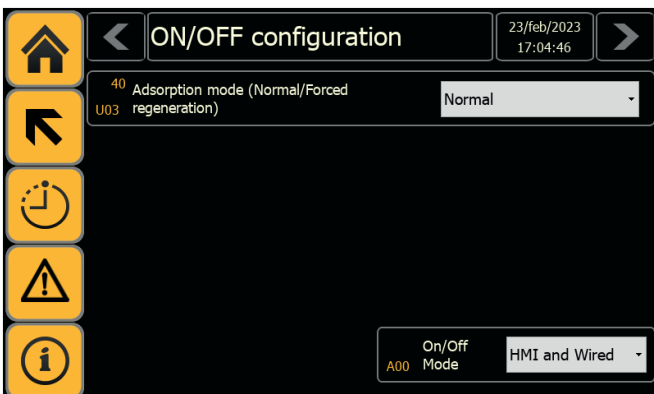 ON/OFF configuration
23/feb/2023
17:04:46
40
U03
Adsorption mode (Normal/Forced
regeneration)
Normal
A00
On/Off
Mode
HMI and Wired